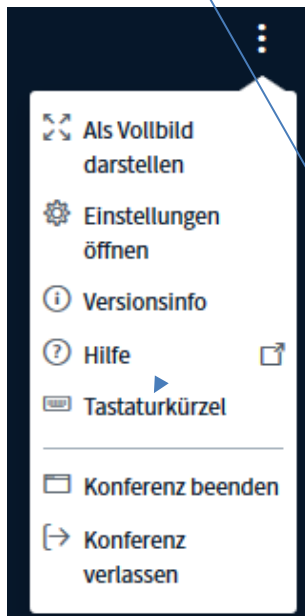 Als Vollbild
darstellen
Einstellungen
öffnen
Versionsinfo
Hilfe
Tastaturkürzel
Konferenz beenden
Konferenz
verlassen